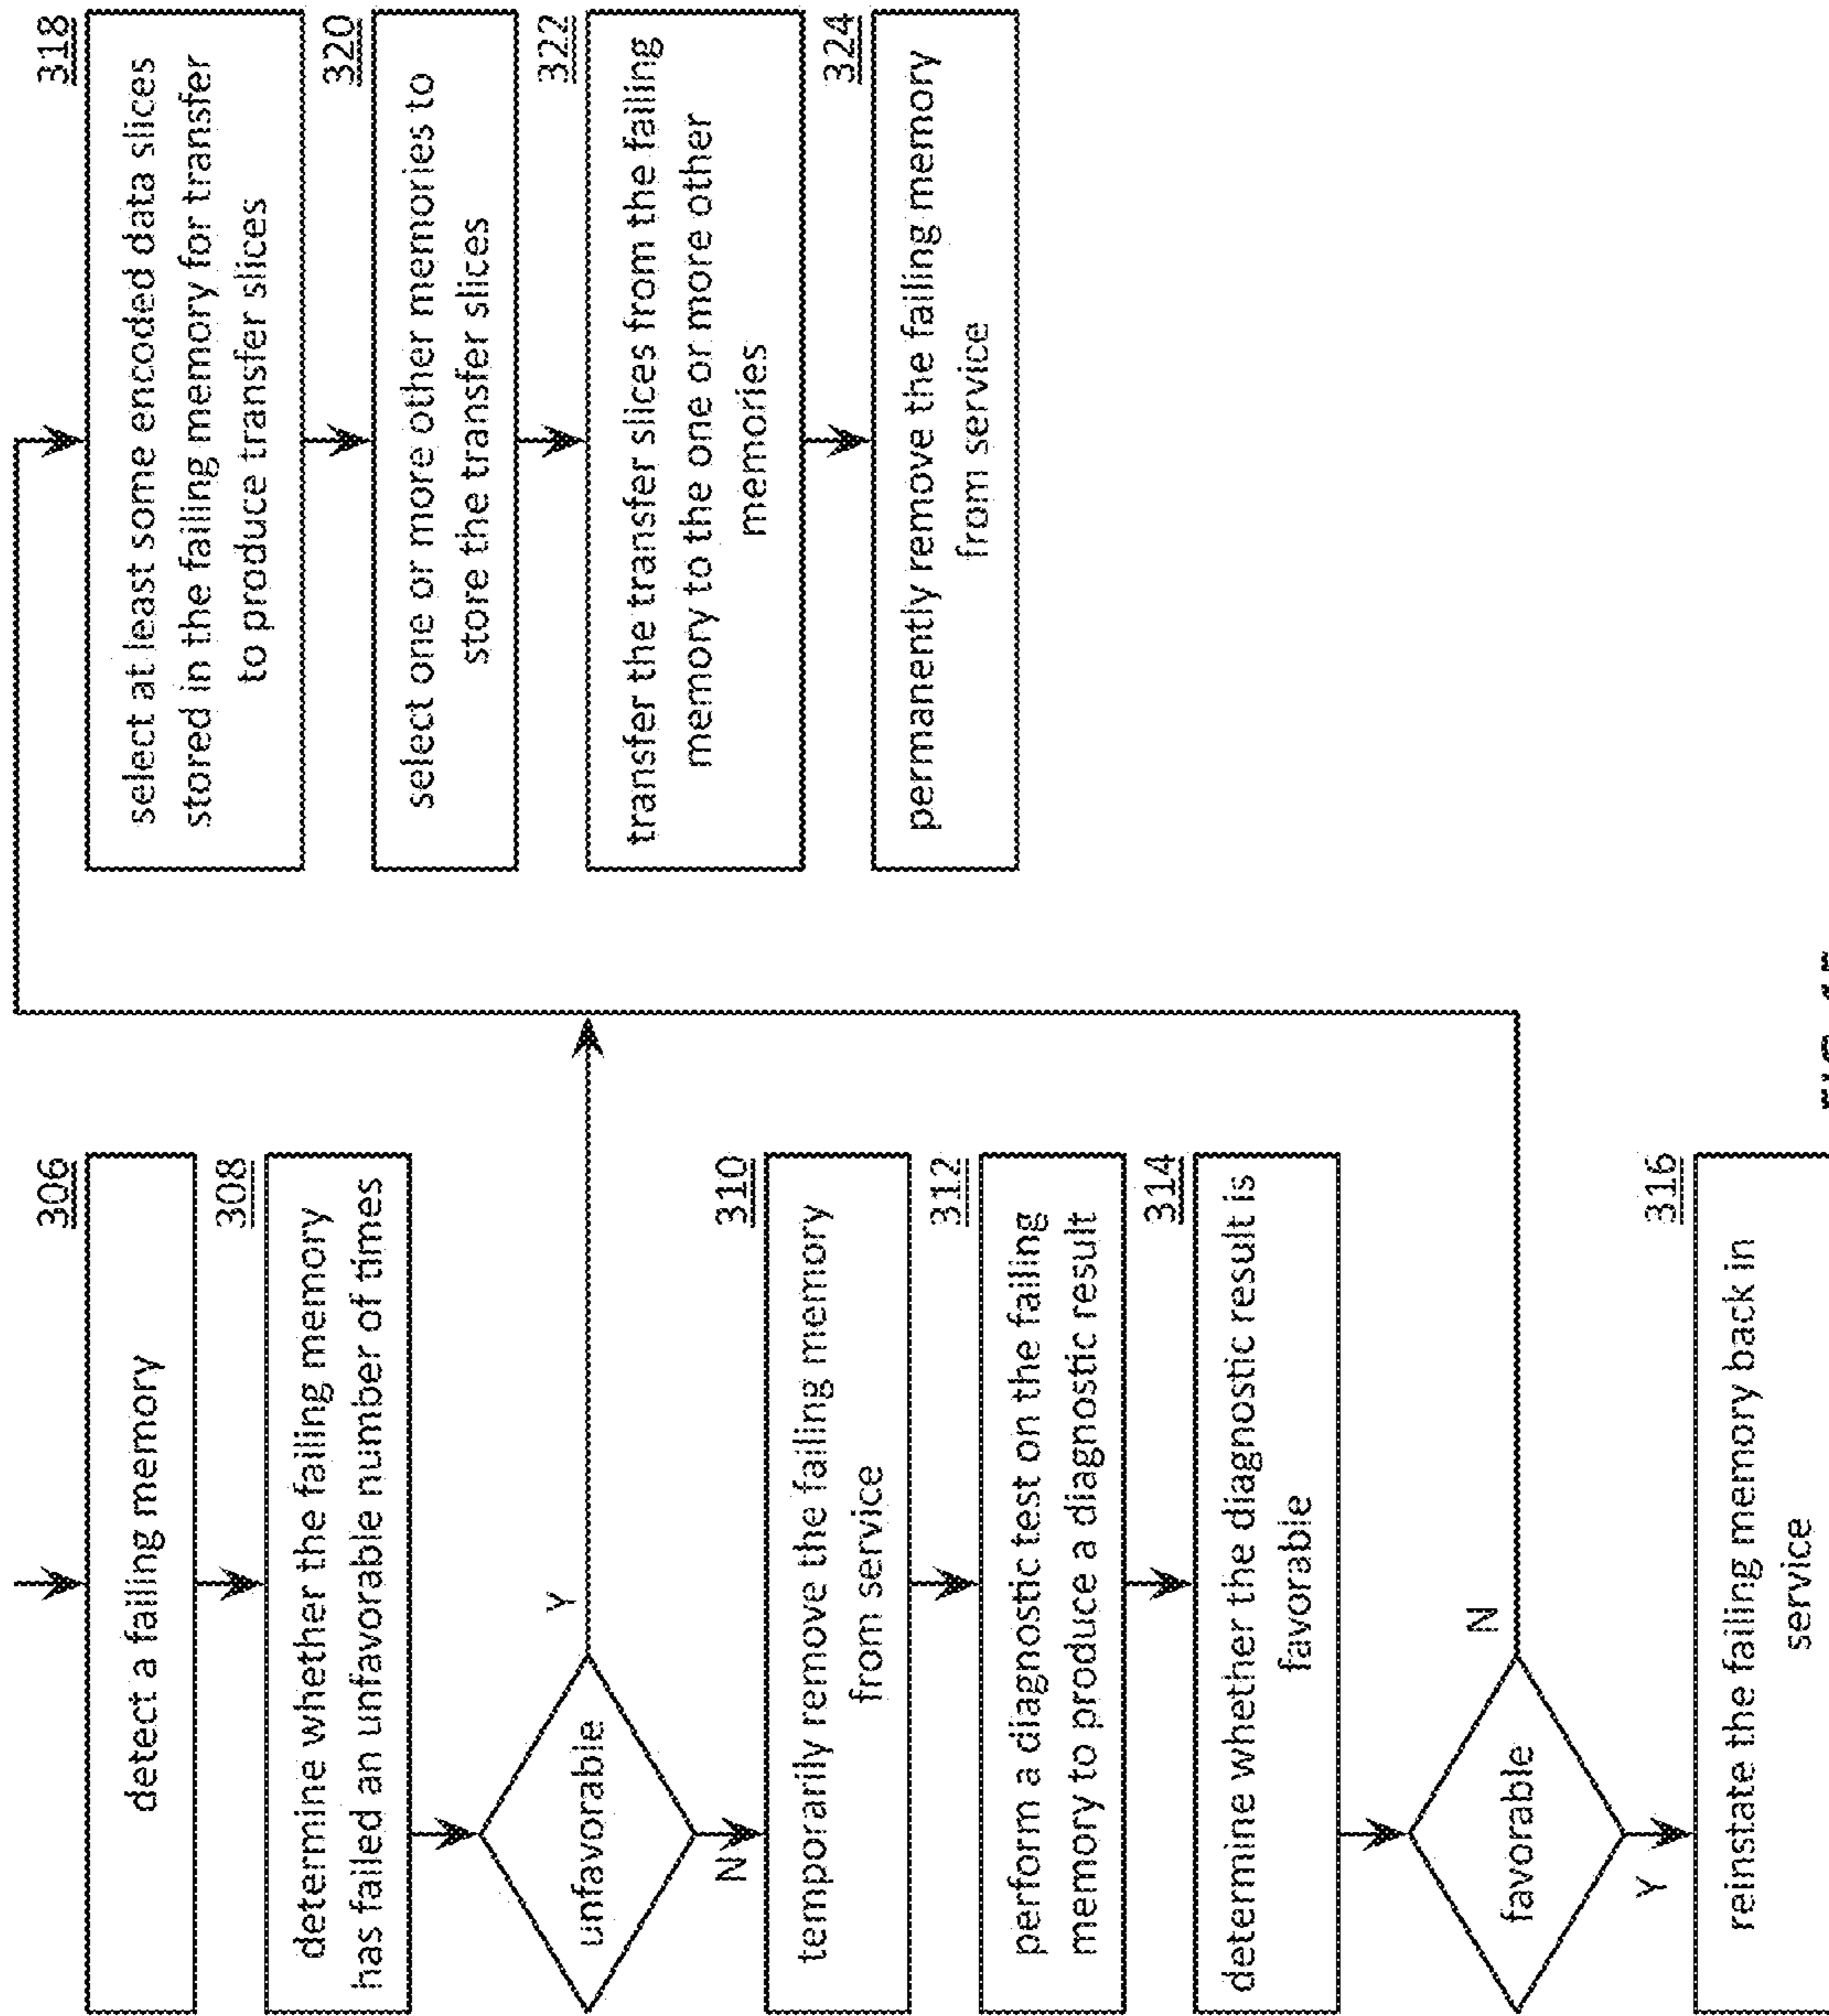 306
detect a failing memory
308
determine whether the failing memory
has failed an unfavorable number of times
unfavorable
Y
N
310
temporarily remove the failing memory
from service
312
perform a diagnostic test on the failing
memory to produce a diagnostic result
314
determine whether the diagnostic result is
favorable
favorable
N
Y
316
reinstate the failing memory back in
service
318
select at least some encoded data slices
stored in the failing memory for transfer
to produce transfer slices
320
select one or more other memories to
store the transfer slices
322
transfer the transfer slices from the failing
memory to the one or more other
memories
324
permanently remove the failing memory
from service